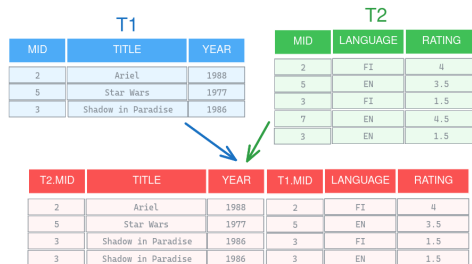 T1
MID TITLE YEAR
2 Ariel 1988
5 Star Wars 1977
3 Shadow in Paradise 1986
T2
MID LANGUAGE RATING
2 FI 4
5 EN 3.5
3 FI 1.5
7 EN 4.5
3 EN 1.5
T2.MID TITLE YEAR T1.MID LANGUAGE RATING
2 Ariel 1988 2 FI 4
5 Star Wars 1977 5 EN 3.5
3 Shadow in Paradise 1986 3 FI 1.5
3 Shadow in Paradise 1986 3 EN 1.5